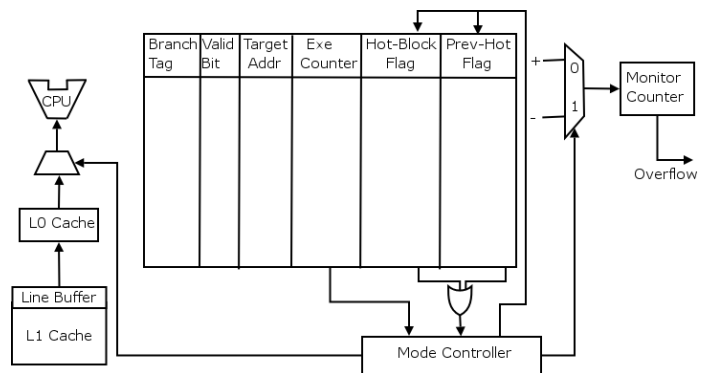 Branch Tag
Valid Bit
Target Addr
Exe Counter
Hot-Block Flag
Prev-Hot Flag
+
0
1
-
Monitor Counter
Overflow
CPU
L0 Cache
Line Buffer
L1 Cache
Mode Controller